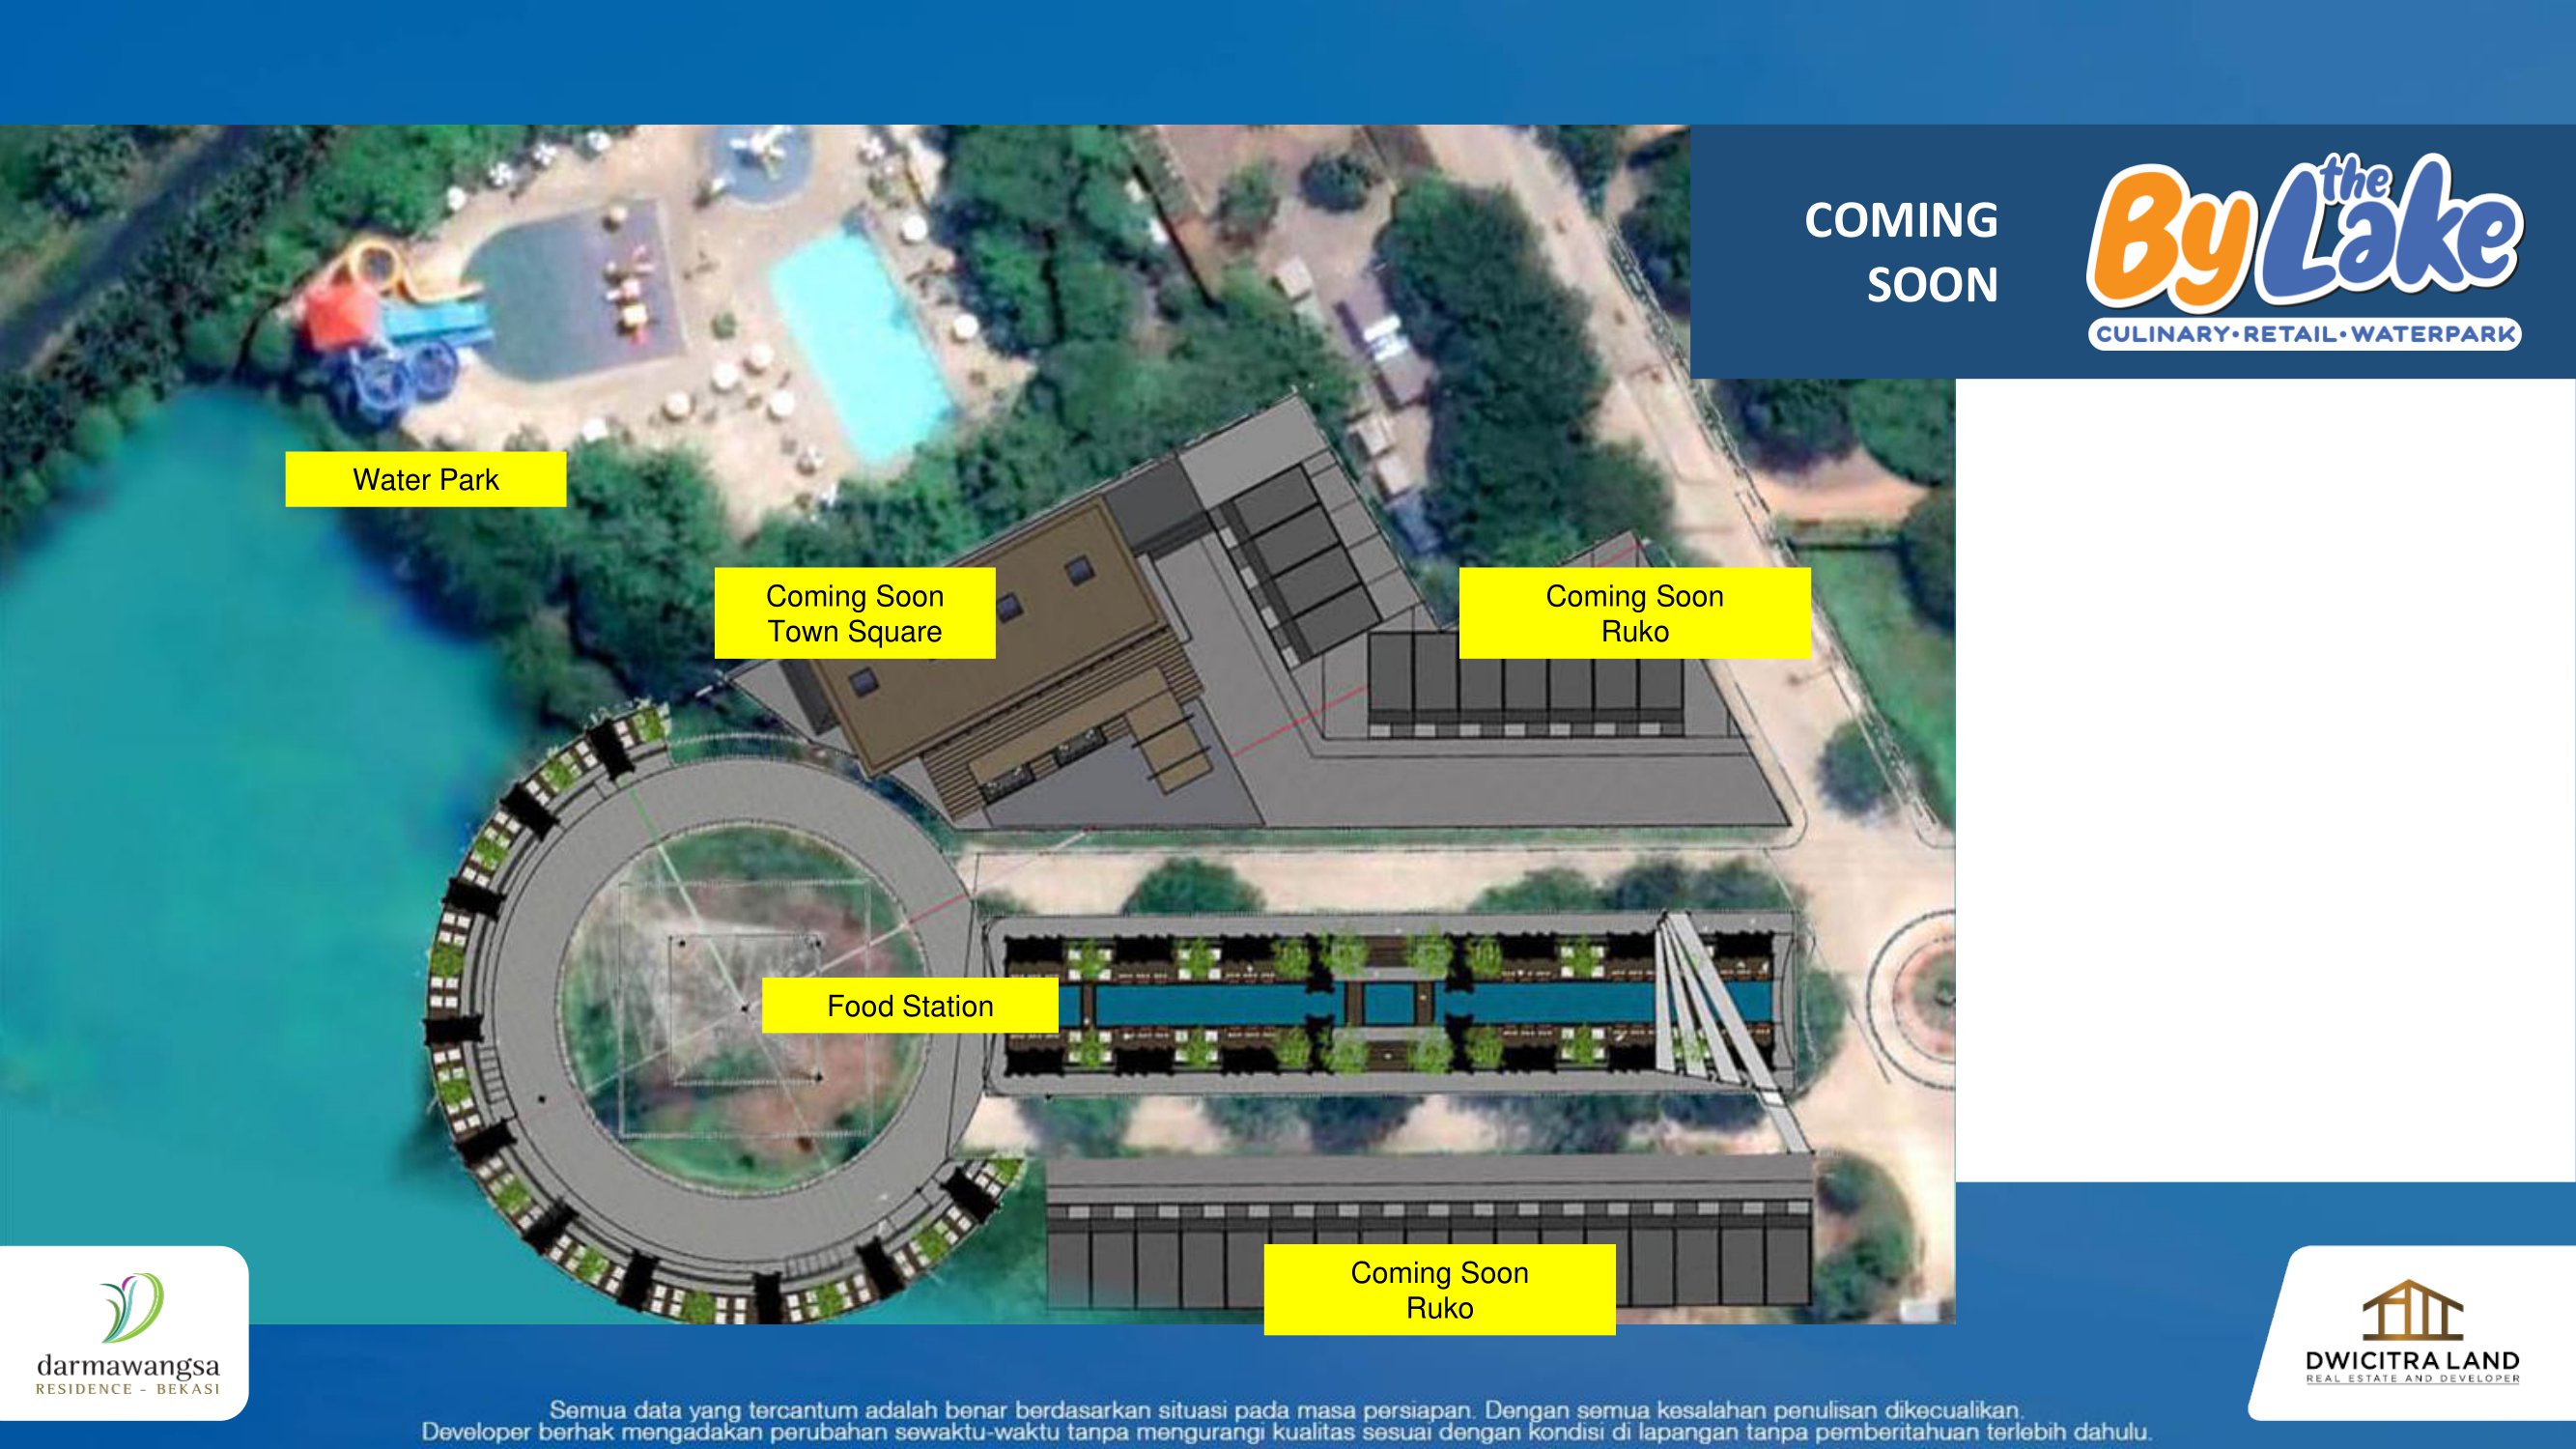 COMING
SOON
By the Lake
CULINARY•RETAIL•WATERPARK
Water Park
Coming Soon
Town Square
Coming Soon
Ruko
Food Station
Coming Soon
Ruko
darmawangsa
RESIDENCE - BEKASI
DWICITRA LAND
REAL ESTATE AND DEVELOPER
Semua data yang tercantum adalah benar berdasarkan situasi pada masa persiapan. Dengan semua kesalahan penulisan dikecualikan.
Developer berhak mengadakan perubahan sewaktu-waktu tanpa mengurangi kualitas sesuai dengan kondisi di lapangan tanpa pemberitahuan terlebih dahulu.